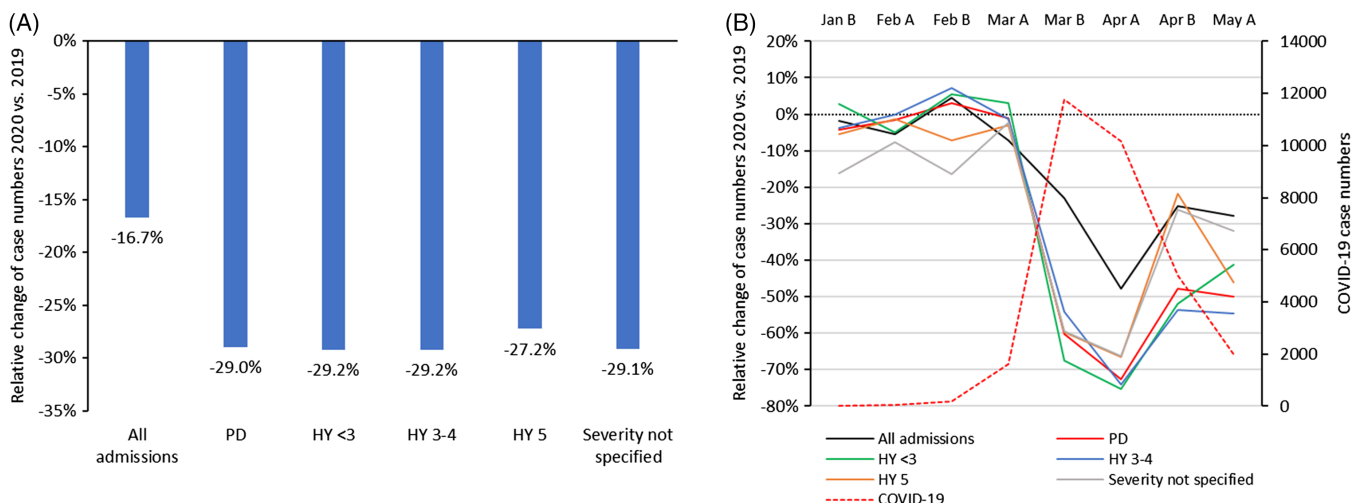 (A)
Relative change of case numbers 2020 vs. 2019
0%
-5%
-10%
-15%
-20%
-25%
-30%
-35%
-16.7%
-29.0%
-29.2%
-29.2%
-27.2%
-29.1%
All
admissions
PD
HY <3
HY 3-4
HY 5
Severity not
specified
(B)
Jan B Feb A Feb B Mar A Mar B Apr A Apr B May A
Relative change of case numbers 2020 vs. 2019
20%
10%
0%
-10%
-20%
-30%
-40%
-50%
-60%
-70%
-80%
14000
12000
10000
8000
6000
4000
2000
0
COVID-19 case numbers
All admissions
PD
HY <3
HY 3-4
HY 5
Severity not specified
COVID-19